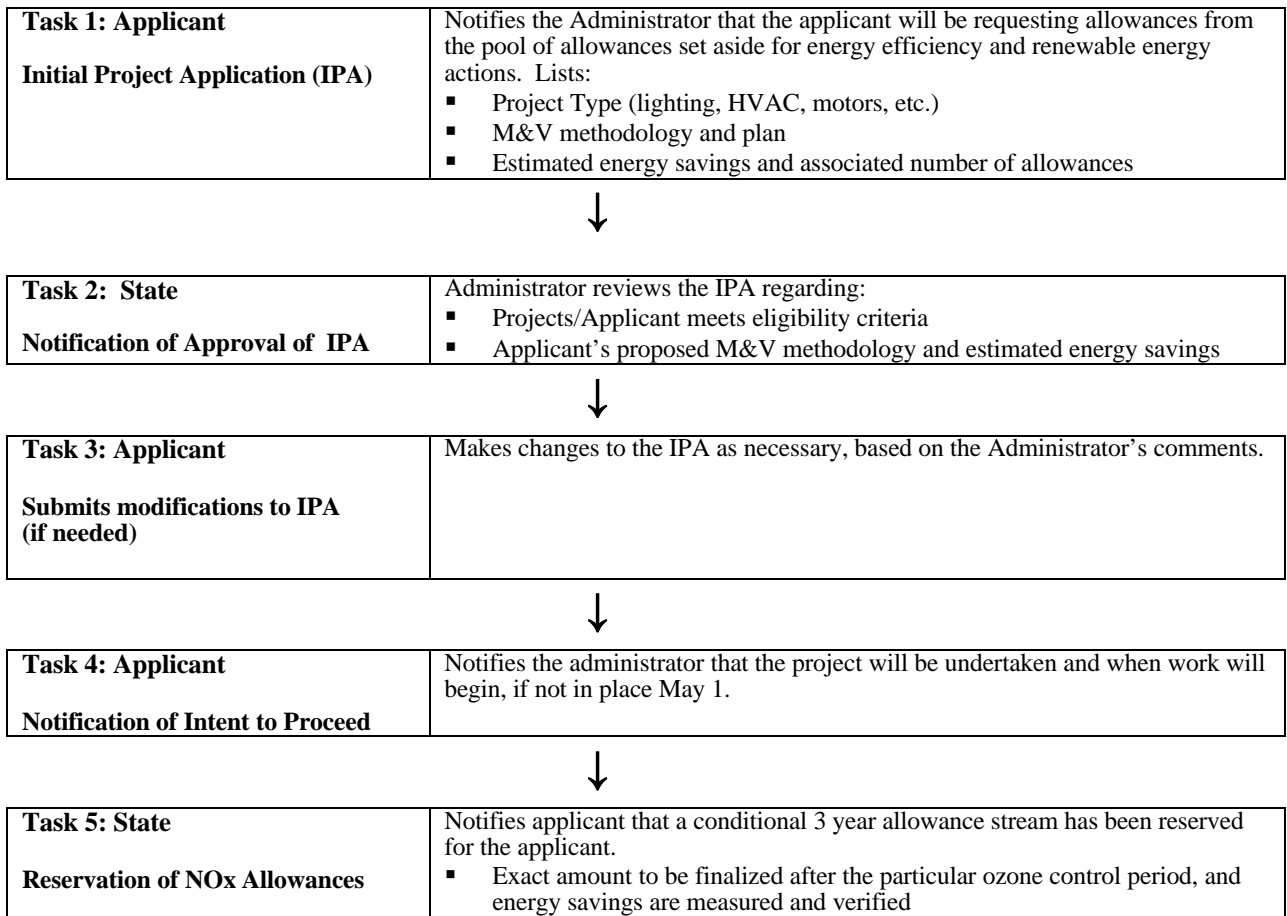 Task 1: Applicant
Initial Project Application (IPA)
Notifies the Administrator that the applicant will be requesting allowances from
the pool of allowances set aside for energy efficiency and renewable energy
actions. Lists:
▪ Project Type (lighting, HVAC, motors, etc.)
▪ M&V methodology and plan
▪ Estimated energy savings and associated number of allowances
↓
Task 2: State
Notification of Approval of IPA
Administrator reviews the IPA regarding:
▪ Projects/Applicant meets eligibility criteria
▪ Applicant's proposed M&V methodology and estimated energy savings
↓
Task 3: Applicant
Submits modifications to IPA
(if needed)
Makes changes to the IPA as necessary, based on the Administrator's comments.
↓
Task 4: Applicant
Notification of Intent to Proceed
Notifies the administrator that the project will be undertaken and when work will
begin, if not in place May 1.
↓
Task 5: State
Reservation of NOx Allowances
Notifies applicant that a conditional 3 year allowance stream has been reserved
for the applicant.
▪ Exact amount to be finalized after the particular ozone control period, and
energy savings are measured and verified